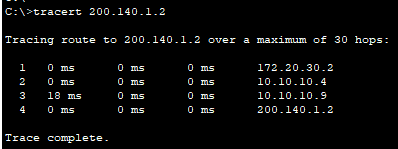 C:\>tracert 200.140.1.2
Tracing route to 200.140.1.2 over a maximum of 30 hops:
1 0 ms 0 ms 0 ms 172.20.30.2
2 0 ms 0 ms 0 ms 10.10.10.4
3 18 ms 0 ms 0 ms 10.10.10.9
4 0 ms 0 ms 0 ms 200.140.1.2
Trace complete.